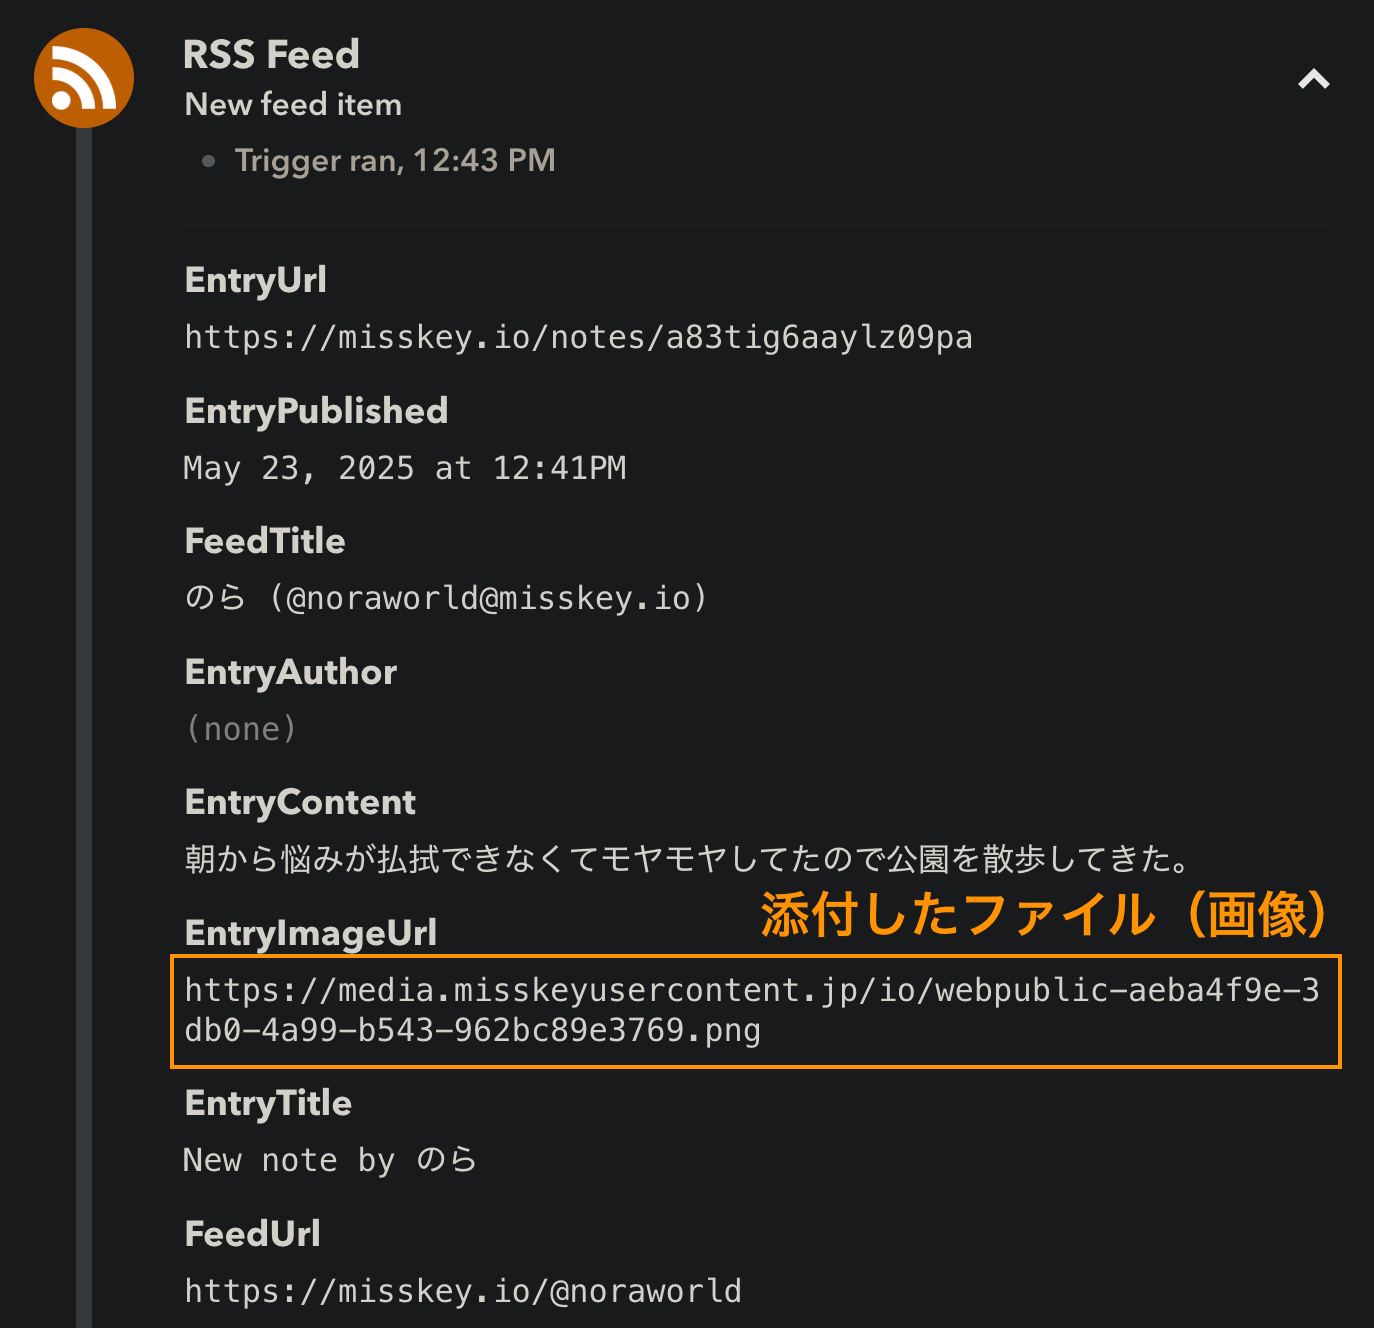 RSS Feed
New feed item
Trigger ran, 12:43 PM
EntryUrl
https://misskey.io/notes/a83tig6aaylz09pa
EntryPublished
May 23, 2025 at 12:41PM
FeedTitle
のら (@noraworld@misskey.io)
EntryAuthor
(none)
EntryContent
朝から悩みが払拭できなくてモヤモヤしてたので公園を散歩してきた。
添付したファイル（画像）
EntryImageUrl
https://media.misskeyusercontent.jp/io/webpublic-aeba4f9e-3
db0-4a99-b543-962bc89e3769.png
EntryTitle
New note by のら
FeedUrl
https://misskey.io/@noraworld